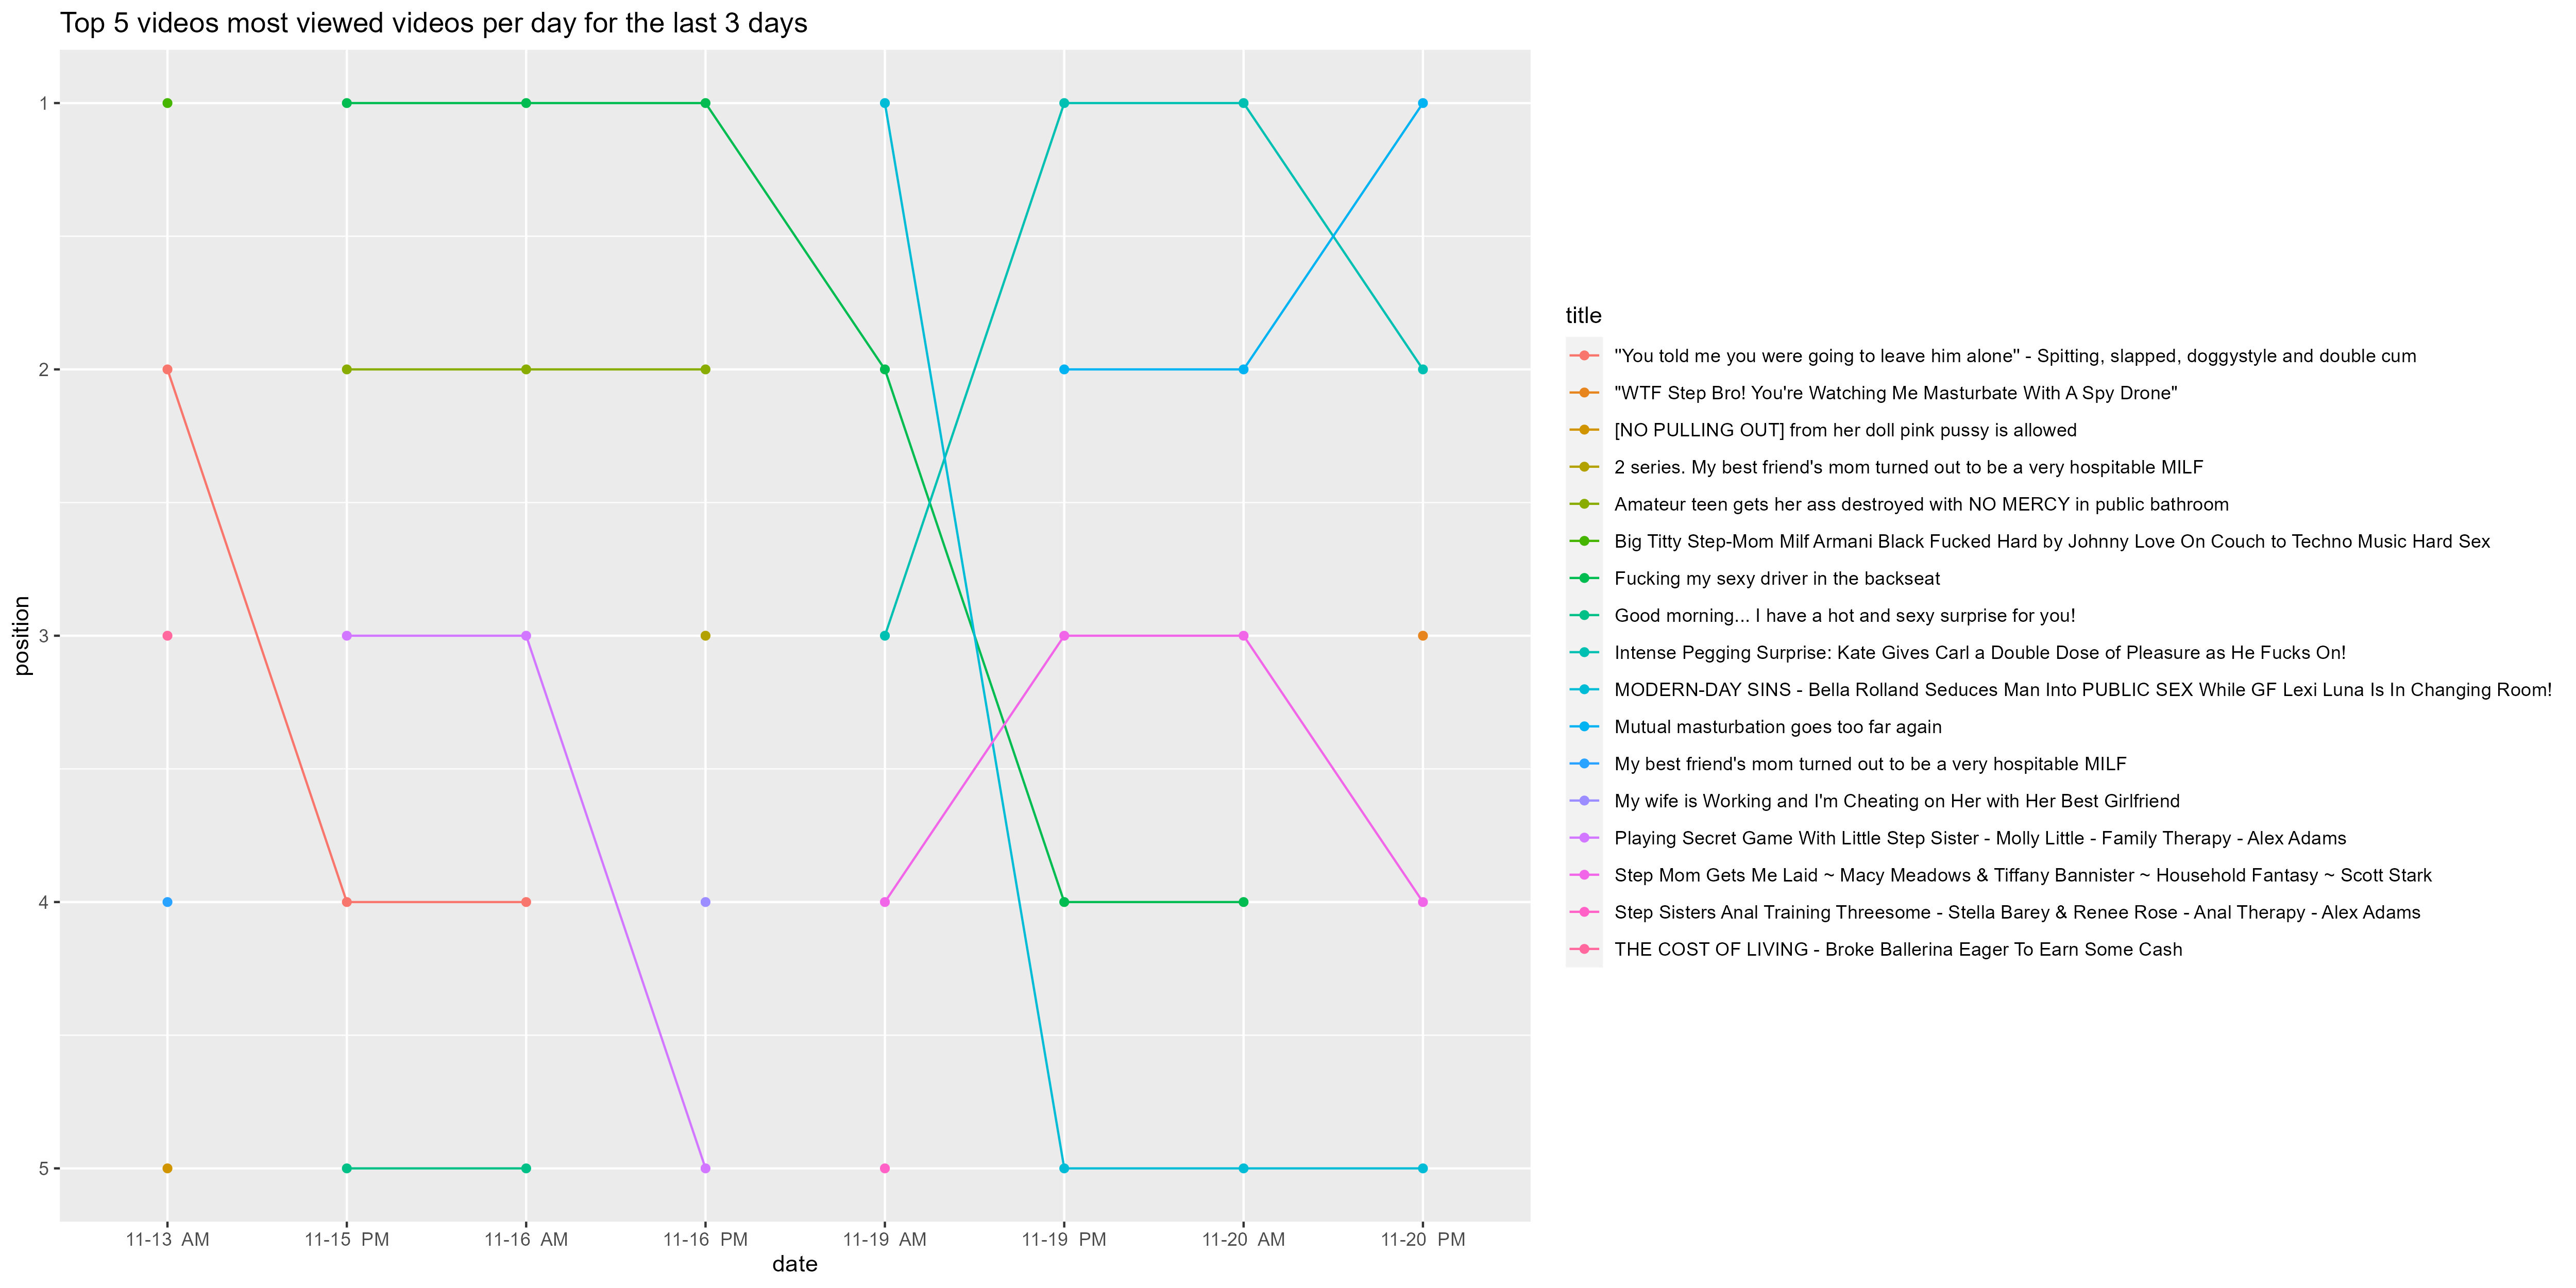 Top 5 videos most viewed videos per day for the last 3 days
position
1
2
3
4
5
11-13 AM
11-15 PM
11-16 AM
11-16 PM
11-19 AM
11-19 PM
11-20 AM
11-20 PM
date
title
"You told me you were going to leave him alone" - Spitting, slapped, doggystyle and double cum
"WTF Step Bro! You're Watching Me Masturbate With A Spy Drone"
[NO PULLING OUT] from her doll pink pussy is allowed
2 series. My best friend's mom turned out to be a very hospitable MILF
Amateur teen gets her ass destroyed with NO MERCY in public bathroom
Big Titty Step-Mom Milf Armani Black Fucked Hard by Johnny Love On Couch to Techno Music Hard Sex
Fucking my sexy driver in the backseat
Good morning... I have a hot and sexy surprise for you!
Intense Pegging Surprise: Kate Gives Carl a Double Dose of Pleasure as He Fucks On!
MODERN-DAY SINS - Bella Rolland Seduces Man Into PUBLIC SEX While GF Lexi Luna Is In Changing Room!
Mutual masturbation goes too far again
My best friend's mom turned out to be a very hospitable MILF
My wife is Working and I'm Cheating on Her with Her Best Girlfriend
Playing Secret Game With Little Step Sister - Molly Little - Family Therapy - Alex Adams
Step Mom Gets Me Laid ~ Macy Meadows & Tiffany Bannister ~ Household Fantasy ~ Scott Stark
Step Sisters Anal Training Threesome - Stella Barey & Renee Rose - Anal Therapy - Alex Adams
THE COST OF LIVING - Broke Ballerina Eager To Earn Some Cash